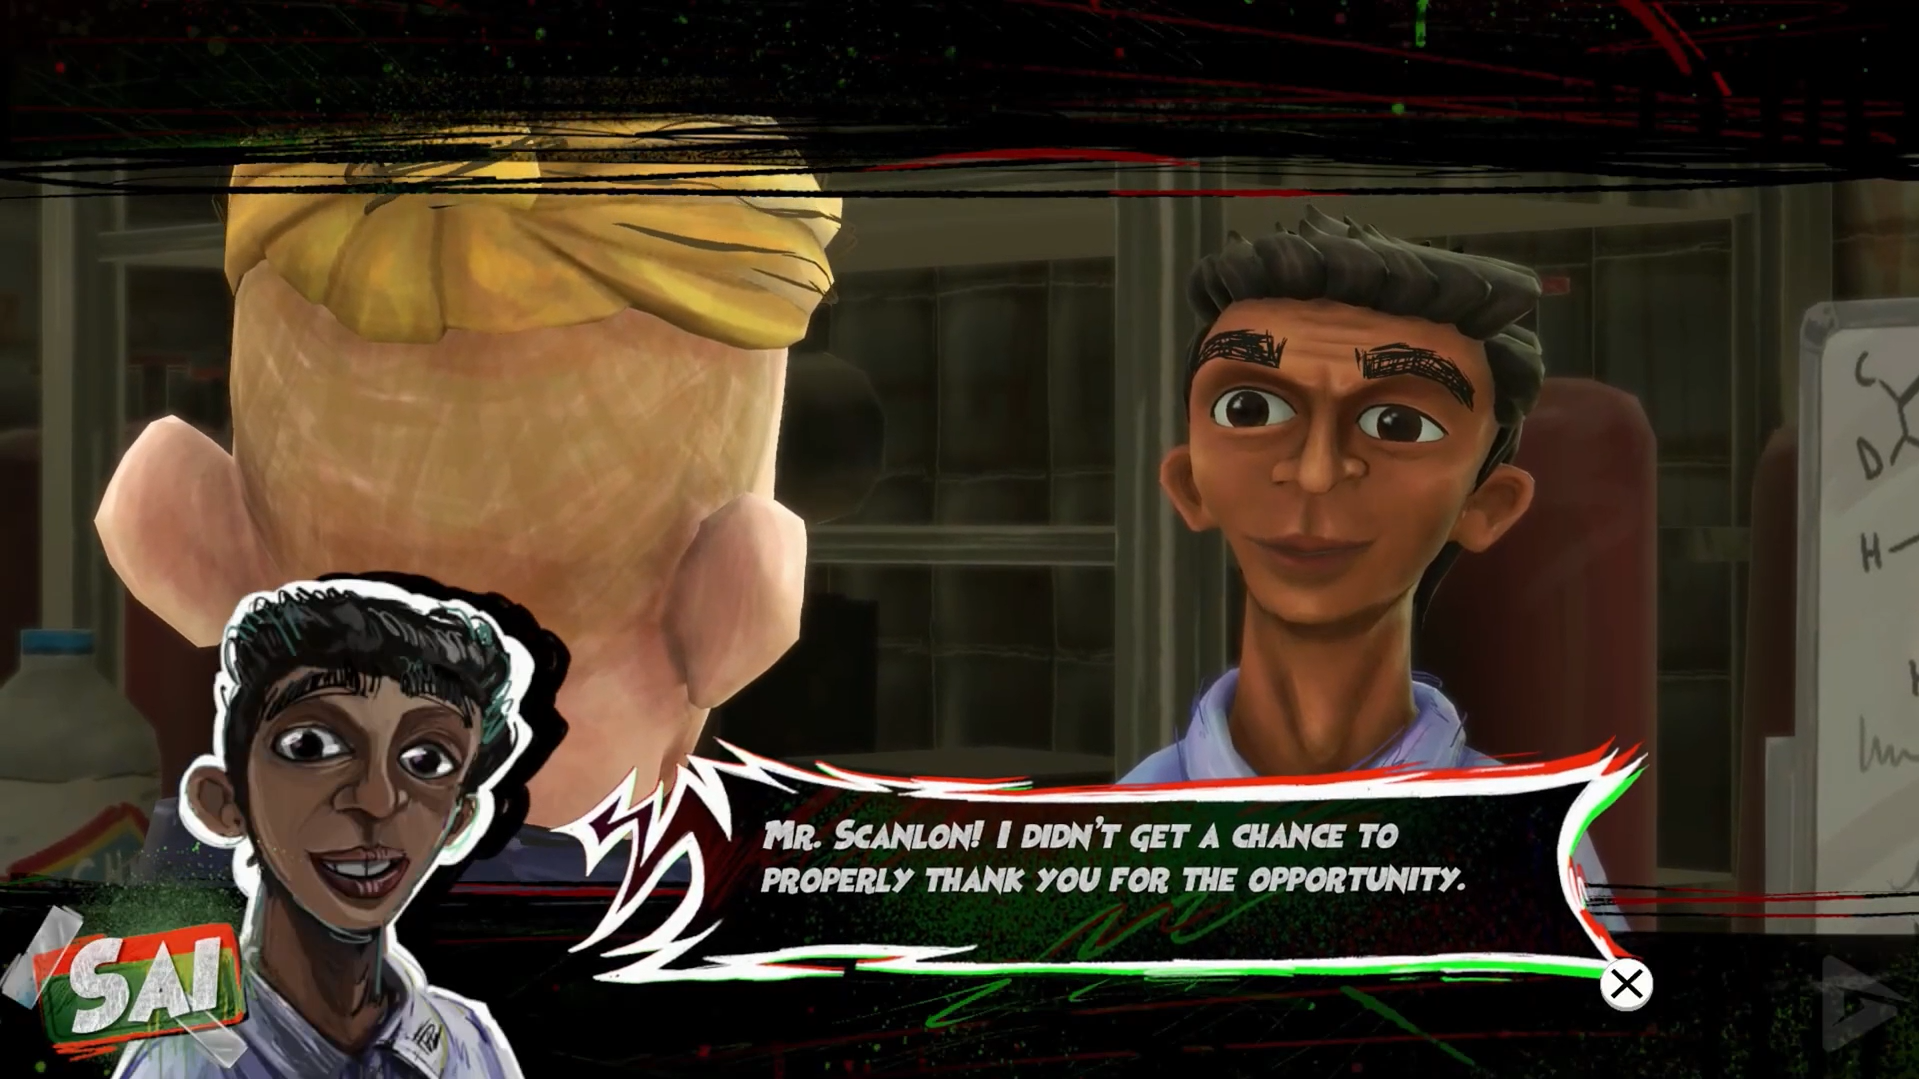 C
D
H
Mr. Scanlon! I didn't get a chance to
properly thank you for the opportunity.
SAI